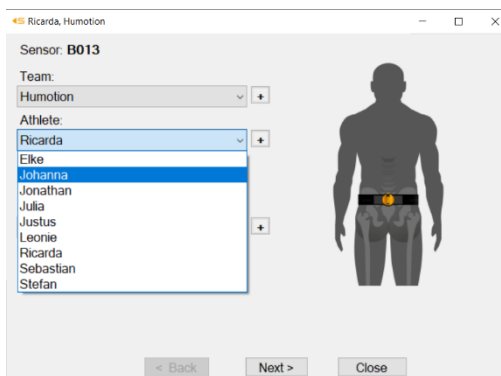 Ricarda, Humotion
Sensor: B013
Team:
Humotion
+
Athlete:
Ricarda
+
Elke
Johanna
Jonathan
Julia
Justus
Leonie
Ricarda
Sebastian
Stefan
+
< Back
Next >
Close